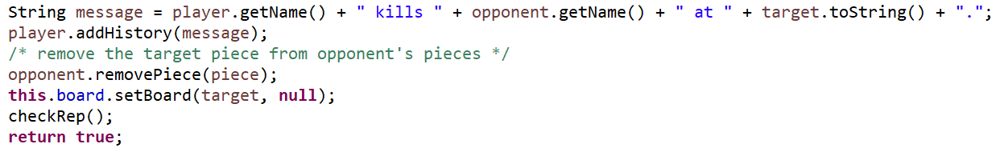 String message = player.getName() + " kills " + opponent.getName() + " at " + target.toString() + ".";
player.addHistory(message);
/* remove the target piece from opponent's pieces */
opponent.removePiece(piece);
this.board.setBoard(target, null);
checkRep();
return true;